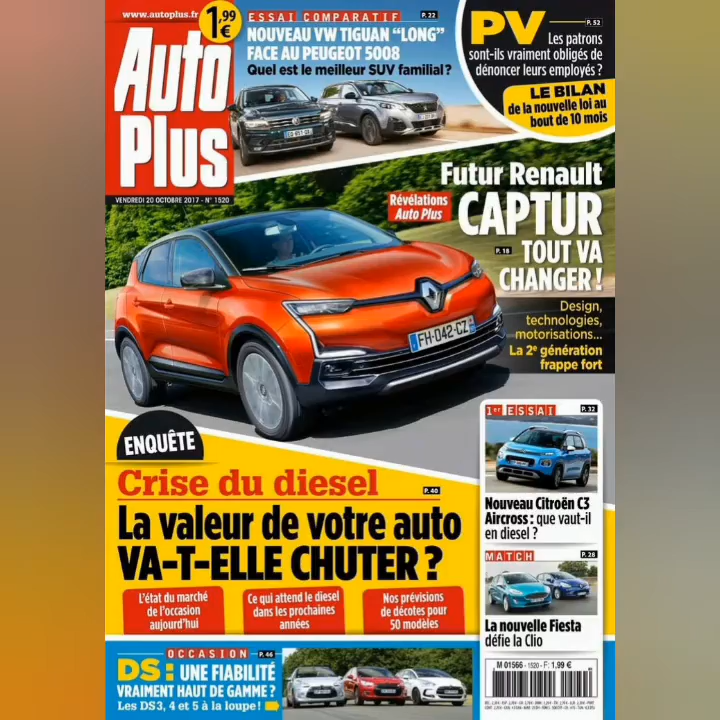 www.autoplus.fr
1,99 €
Auto
Plus
VENDREDI 20 OCTOBRE 2017 - N° 1520
ESSAI COMPARATIF P. 22
NOUVEAU VW TIGUAN “LONG”
FACE AU PEUGEOT 5008
Quel est le meilleur SUV familial ?
PV P. 52
Les patrons
sont-ils vraiment obligés de
dénoncer leurs employés ?
LE BILAN
de la nouvelle loi au
bout de 10 mois
Futur Renault
Révélations
Auto Plus
CAPTUR
P. 18 TOUT VA
CHANGER !
Design,
technologies,
motorisations...
La 2e génération
frappe fort
FH-042-CZ
ENQUÊTE
Crise du diesel P. 40
La valeur de votre auto
VA-T-ELLE CHUTER ?
L'état du marché
de l'occasion
aujourd'hui
Ce qui attend le diesel
dans les prochaines
années
Nos prévisions
de décotes pour
50 modèles
1er ESSAI P. 32
Nouveau Citroën C3
Aircross : que vaut-il
en diesel ?
MATCH P. 28
La nouvelle Fiesta
défie la Clio
OCCASION P. 46
DS : UNE FIABILITÉ
VRAIMENT HAUT DE GAMME ?
Les DS3, 4 et 5 à la loupe !
M 01566 - 1520 - F: 1,99 €